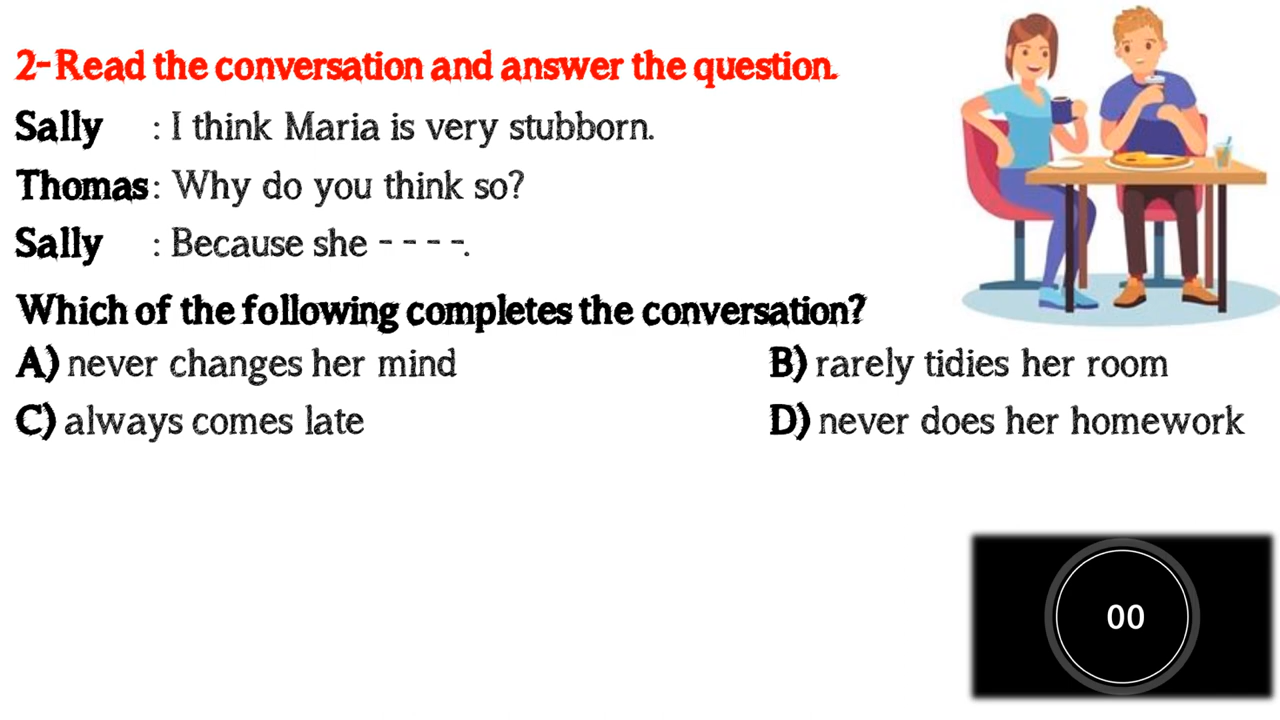 2-Read the conversation and answer the question.
Sally : I think Maria is very stubborn.
Thomas: Why do you think so?
Sally : Because she - - - -.
Which of the following completes the conversation?
A) never changes her mind B) rarely tidies her room
C) always comes late D) never does her homework
00